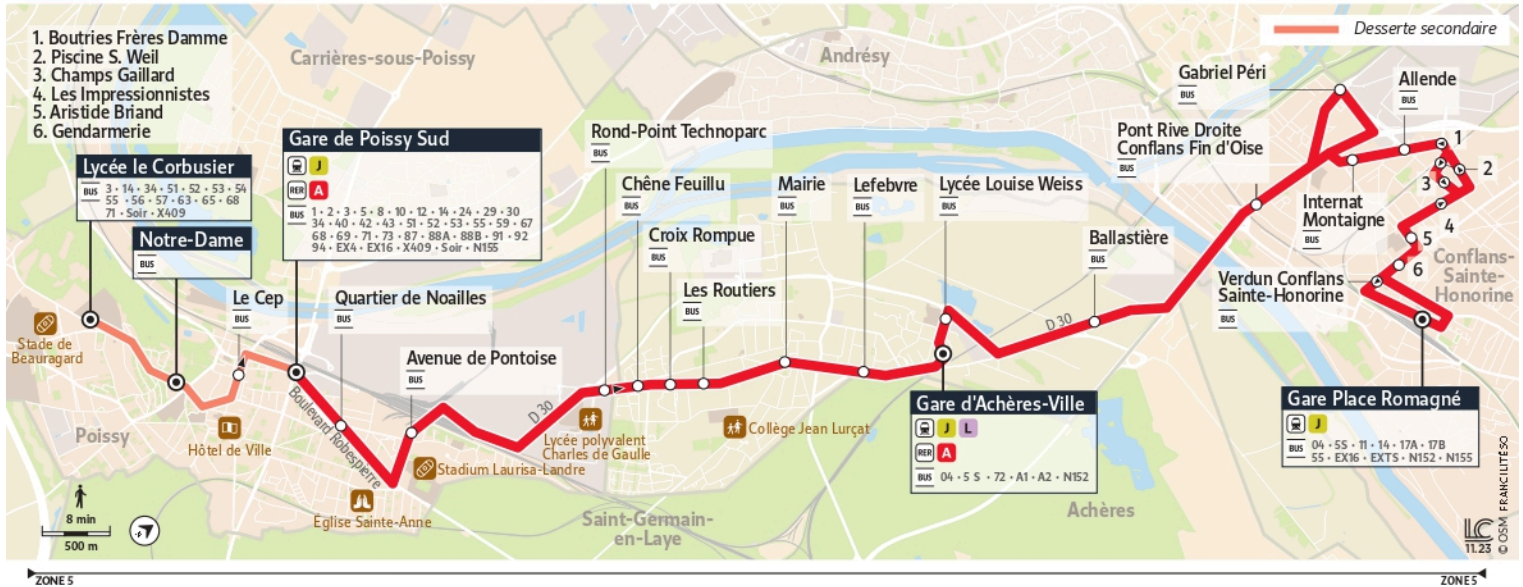 1. Boutries Frères Damme
2. Piscine S. Weil
3. Champs Gaillard
4. Les Impressionnistes
5. Aristide Briand
6. Gendarmerie
Carrières-sous-Poissy
Andrésy
Desserte secondaire
Lycée le Corbusier
BUS 3 • 14 • 34 • 51 • 52 • 53 • 54
55 • 56 • 57 • 63 • 65 • 68
71 • Soir • X409
Notre-Dame
BUS
Gare de Poissy Sud
J
RER A
BUS 1 • 2 • 3 • 5 • 8 • 10 • 12 • 14 • 24 • 29 • 30
34 • 40 • 42 • 43 • 51 • 52 • 53 • 55 • 59 • 67
68 • 69 • 71 • 73 • 87 • 88A • 88B • 91 • 92
94 • EX4 • EX16 • X409 • Soir • N155
Le Cep
BUS
Quartier de Noailles
BUS
Avenue de Pontoise
BUS
Rond-Point Technoparc
BUS
Chêne Feuillu
BUS
Croix Rompue
BUS
Les Routiers
BUS
Mairie
BUS
Lefebvre
BUS
Lycée Louise Weiss
BUS
Ballastière
BUS
Pont Rive Droite
Conflans Fin d'Oise
BUS
Gabriel Péri
BUS
Allende
BUS
Internat
Montaigne
BUS
Verdun Conflans
Sainte-Honorine
BUS
1
2
3
4
5
6
Conflans-
Sainte-
Honorine
Gare Place Romagné
J
BUS 04 • 5S • 11 • 14 • 17A • 17B
55 • EX16 • EXTS • N152 • N155
Gare d'Achères-Ville
J L
RER A
BUS 04 • 5 S • 72 • A1 • A2 • N152
Stade de
Beauragard
Poissy
Hôtel de Ville
Boulevard Robespierre
Église Sainte-Anne
Stadium Laurisa-Landre
D 30
Lycée polyvalent
Charles de Gaulle
Collège Jean Lurçat
D 30
Saint-Germain-
en-Laye
Achères
8 min
500 m
LC
11.23
© OSM FRANCILITÉ SO
ZONE 5
ZONE 5